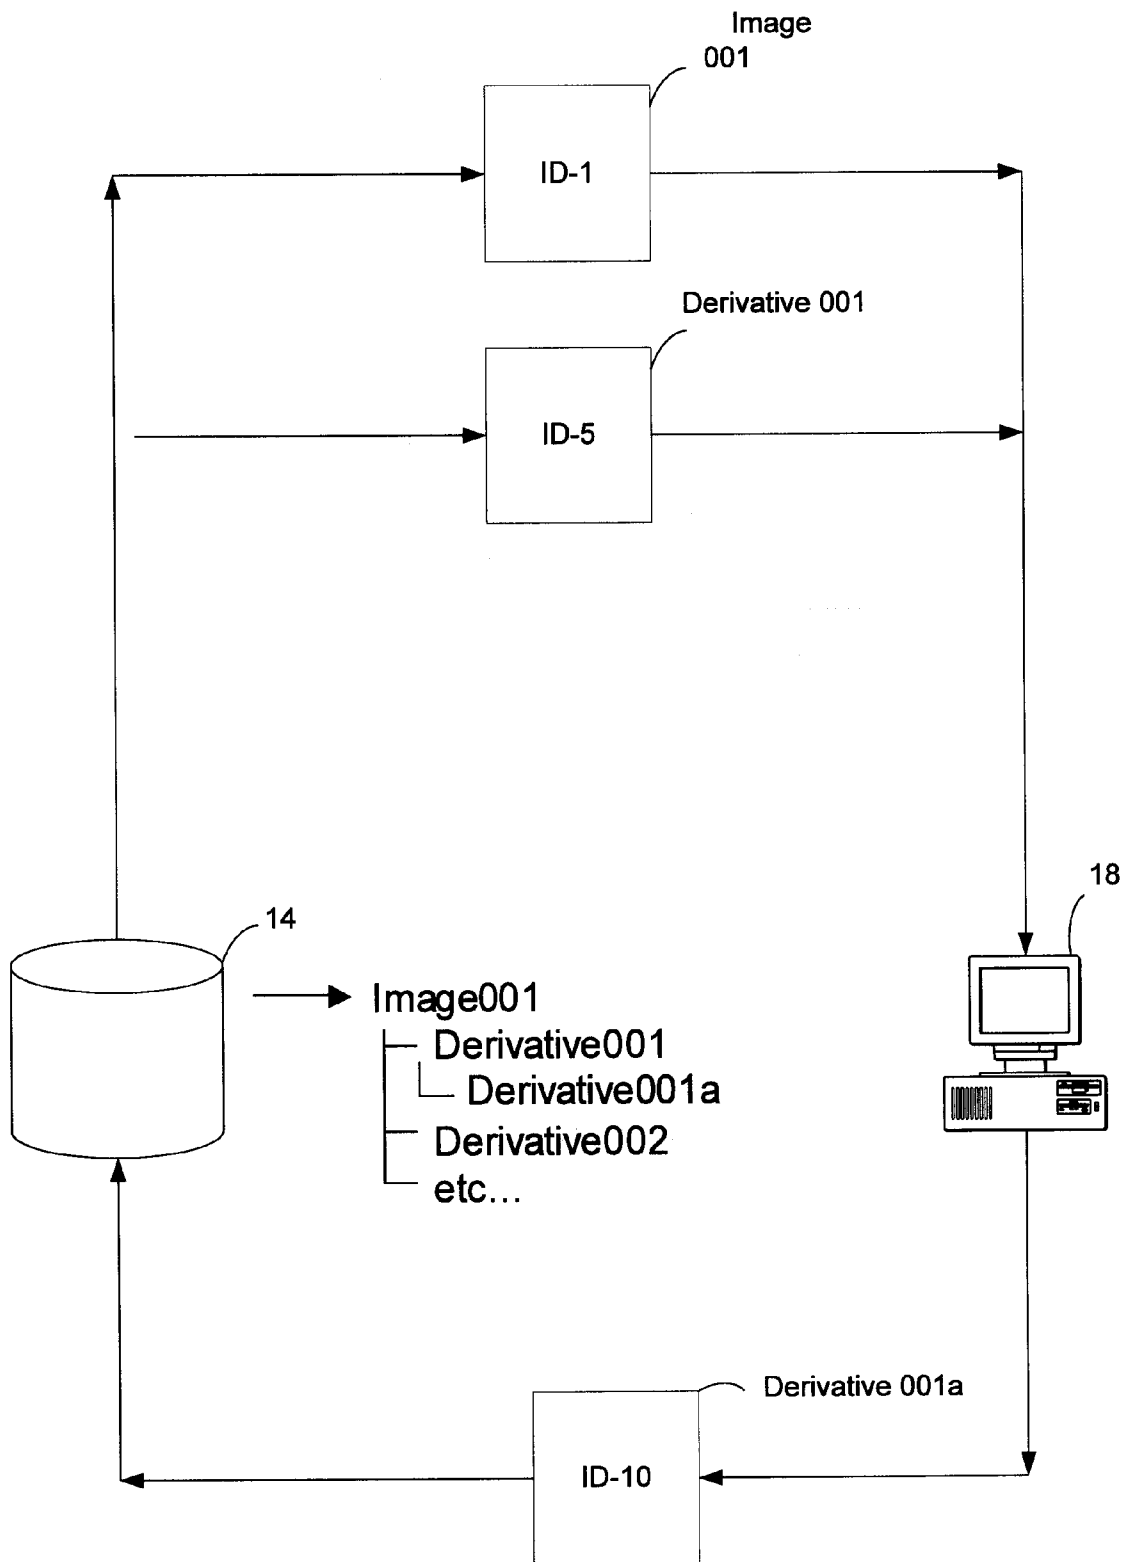 Image
001
ID-1
Derivative 001
ID-5
18
14
Image001
Derivative001
Derivative001a
Derivative002
etc...
Derivative 001a
ID-10